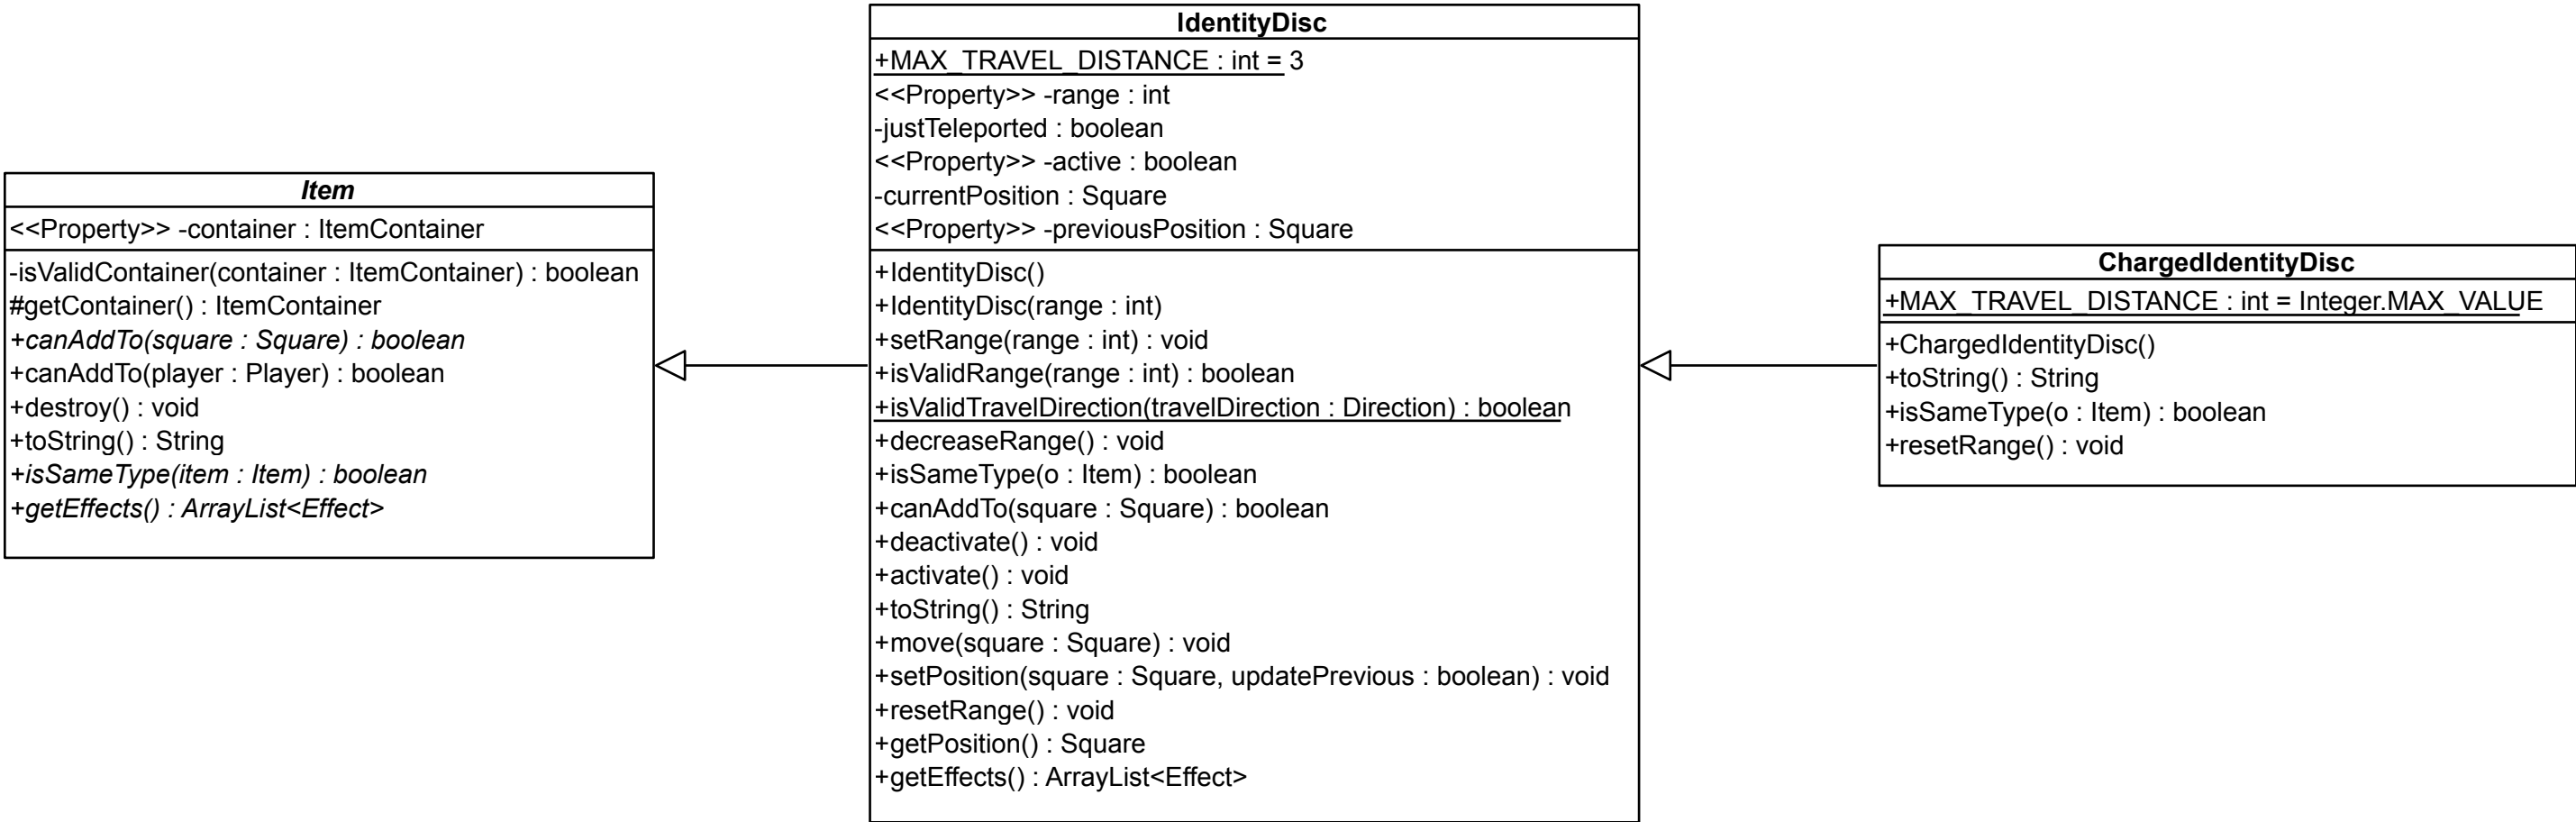 Item
<<Property>> -container : ItemContainer
-isValidContainer(container : ItemContainer) : boolean
#getContainer() : ItemContainer
+canAddTo(square : Square) : boolean
+canAddTo(player : Player) : boolean
+destroy() : void
+toString() : String
+isSameType(item : Item) : boolean
+getEffects() : ArrayList<Effect>
IdentityDisc
+MAX_TRAVEL_DISTANCE : int = 3
<<Property>> -range : int
-justTeleported : boolean
<<Property>> -active : boolean
-currentPosition : Square
<<Property>> -previousPosition : Square
+IdentityDisc()
+IdentityDisc(range : int)
+setRange(range : int) : void
+isValidRange(range : int) : boolean
+isValidTravelDirection(travelDirection : Direction) : boolean
+decreaseRange() : void
+isSameType(o : Item) : boolean
+canAddTo(square : Square) : boolean
+deactivate() : void
+activate() : void
+toString() : String
+move(square : Square) : void
+setPosition(square : Square, updatePrevious : boolean) : void
+resetRange() : void
+getPosition() : Square
+getEffects() : ArrayList<Effect>
ChargedIdentityDisc
+MAX_TRAVEL_DISTANCE : int = Integer.MAX_VALUE
+ChargedIdentityDisc()
+toString() : String
+isSameType(o : Item) : boolean
+resetRange() : void